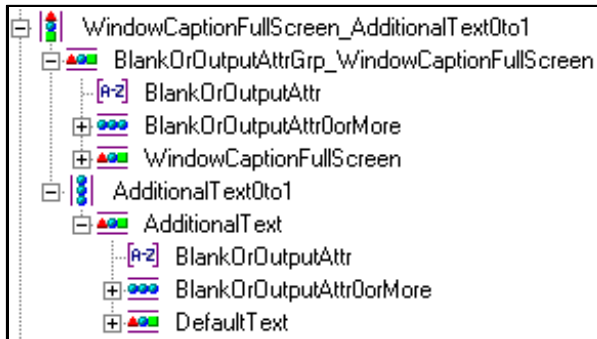 WindowCaptionFullScreen_AdditionalText0to1
BlankOrOutputAttrGrp_WindowCaptionFullScreen
[A-Z] BlankOrOutputAttr
BlankOrOutputAttr0orMore
WindowCaptionFullScreen
AdditionalText0to1
AdditionalText
[A-Z] BlankOrOutputAttr
BlankOrOutputAttr0orMore
DefaultText